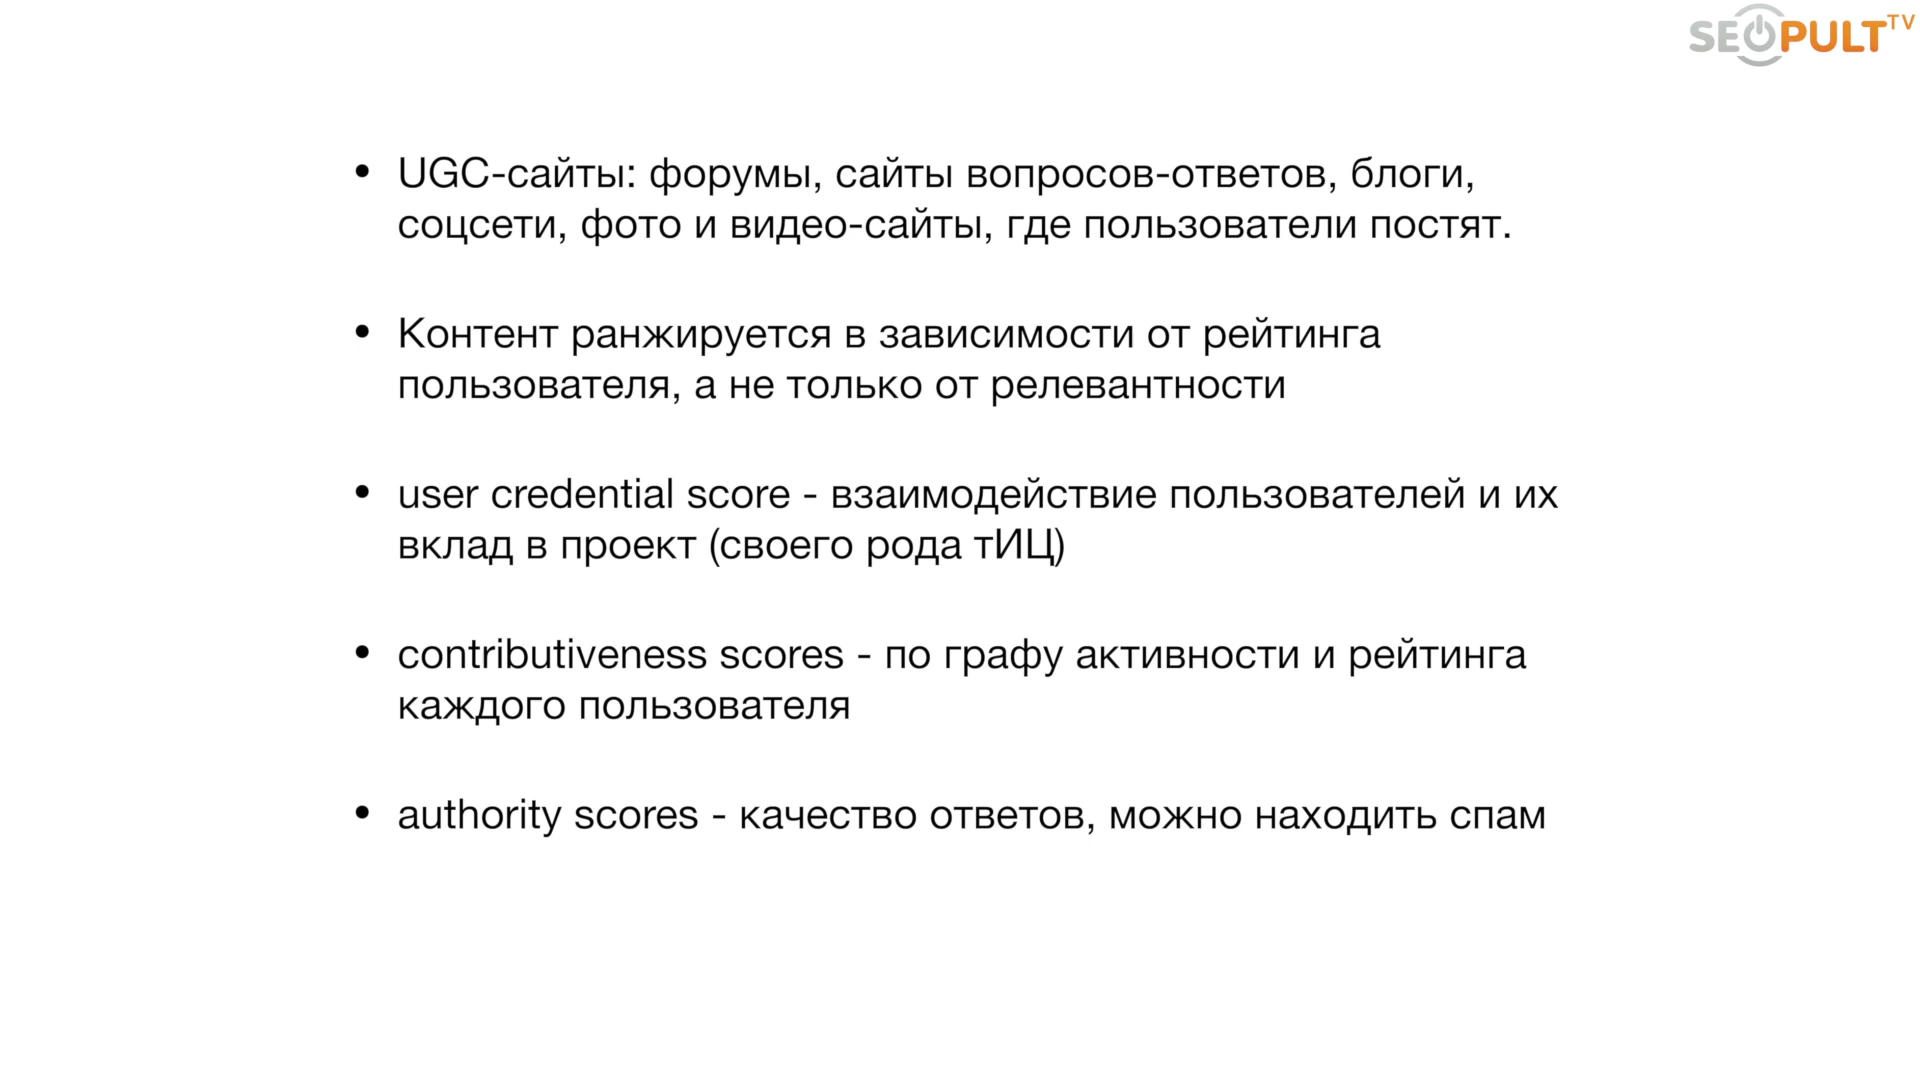 SEOPULT TV
• UGC-сайты: форумы, сайты вопросов-ответов, блоги,
соцсети, фото и видео-сайты, где пользователи постят.
• Контент ранжируется в зависимости от рейтинга
пользователя, а не только от релевантности
• user credential score - взаимодействие пользователей и их
вклад в проект (своего рода тИЦ)
• contributiveness scores - по графу активности и рейтинга
каждого пользователя
• authority scores - качество ответов, можно находить спам